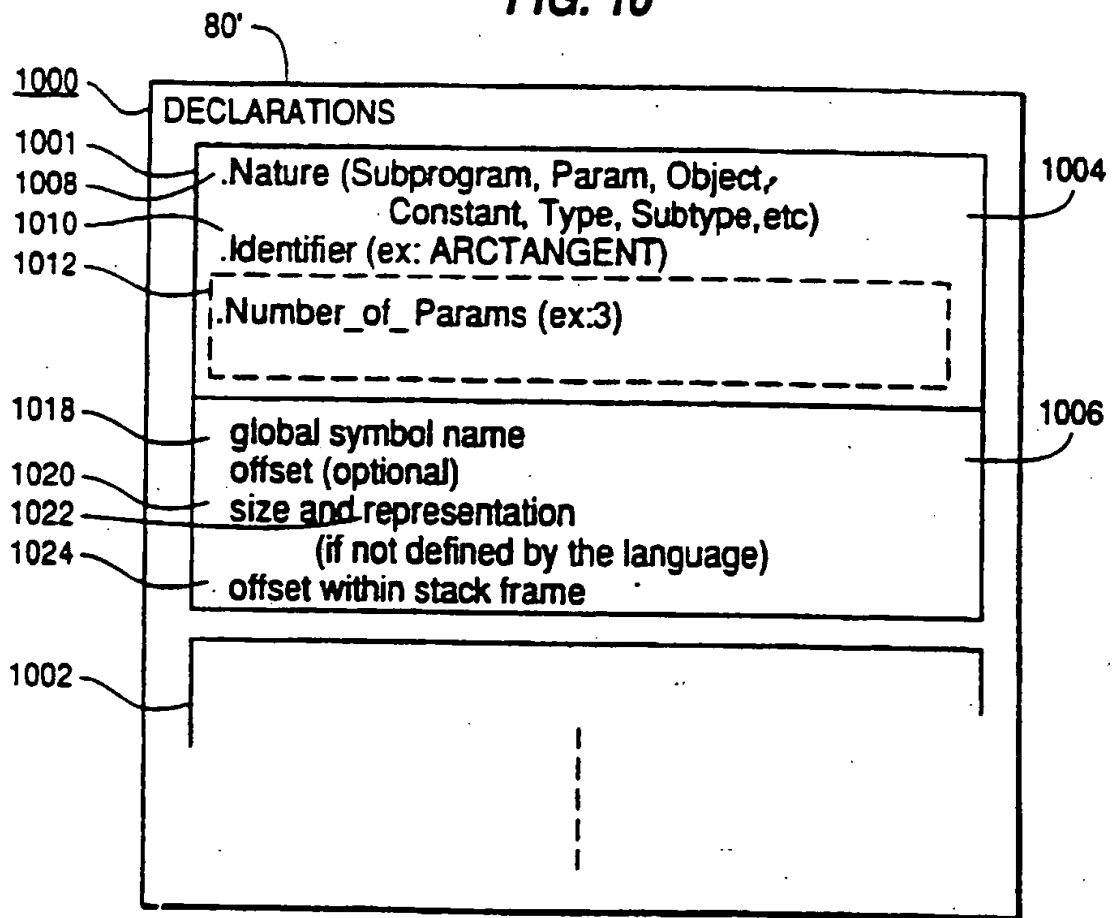 FIG. 10
80'
1000
DECLARATIONS
1001
1008
.Nature (Subprogram, Param, Object,
1004
Constant, Type, Subtype,etc)
1010
.Identifier (ex: ARCTANGENT)
1012
.Number_of_Params (ex:3)
1018
global symbol name
1006
offset (optional)
1020
size and representation
1022
(if not defined by the language)
1024
offset within stack frame
1002